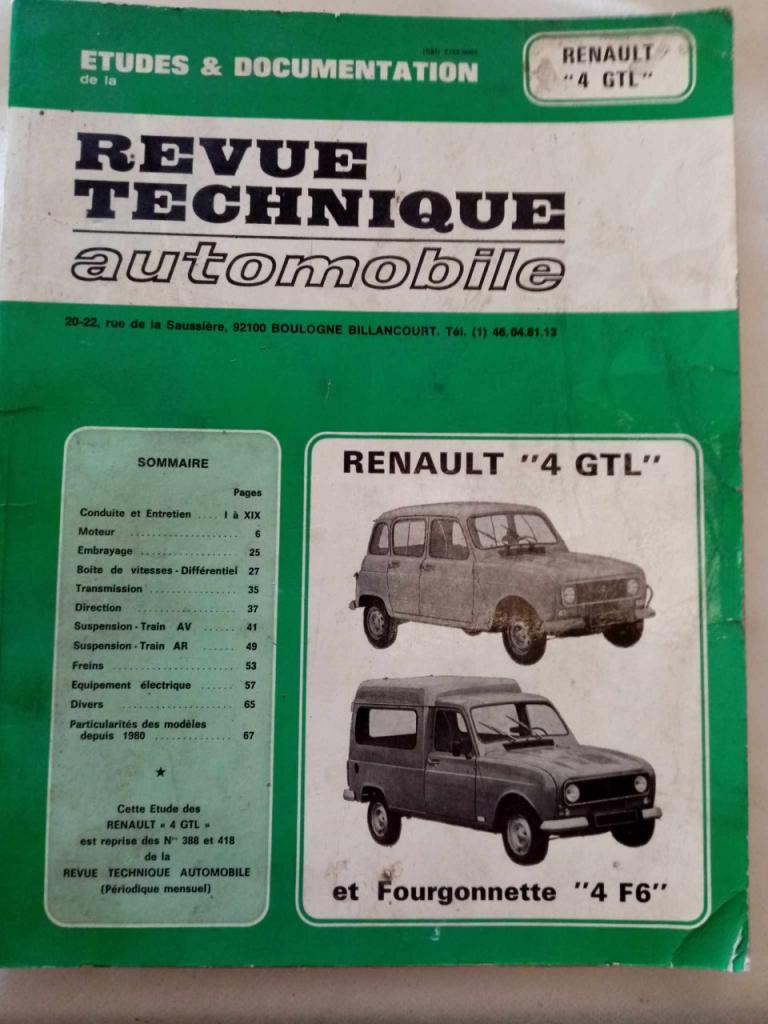 ETUDES & DOCUMENTATION
de la
RENAULT
"4 GTL"
REVUE
TECHNIQUE
automobile
20-22, rue de la Saussière, 92100 BOULOGNE BILLANCOURT. Tél. (1) 46.04.81.13
SOMMAIRE
Pages
Conduite et Entretien .... I à XIX
Moteur .................... 6
Embrayage ................. 25
Boite de vitesses - Différentiel 27
Transmission ................ 35
Direction ................... 37
Suspension - Train AV ...... 41
Suspension - Train AR ...... 49
Freins ..................... 53
Equipement électrique ...... 57
Divers ..................... 65
Particularités des modèles
depuis 1980 ............. 67
★
Cette Etude des
RENAULT « 4 GTL »
est reprise des Nos 388 et 418
de la
REVUE TECHNIQUE AUTOMOBILE
(Périodique mensuel)
RENAULT "4 GTL"
et Fourgonnette "4 F6"